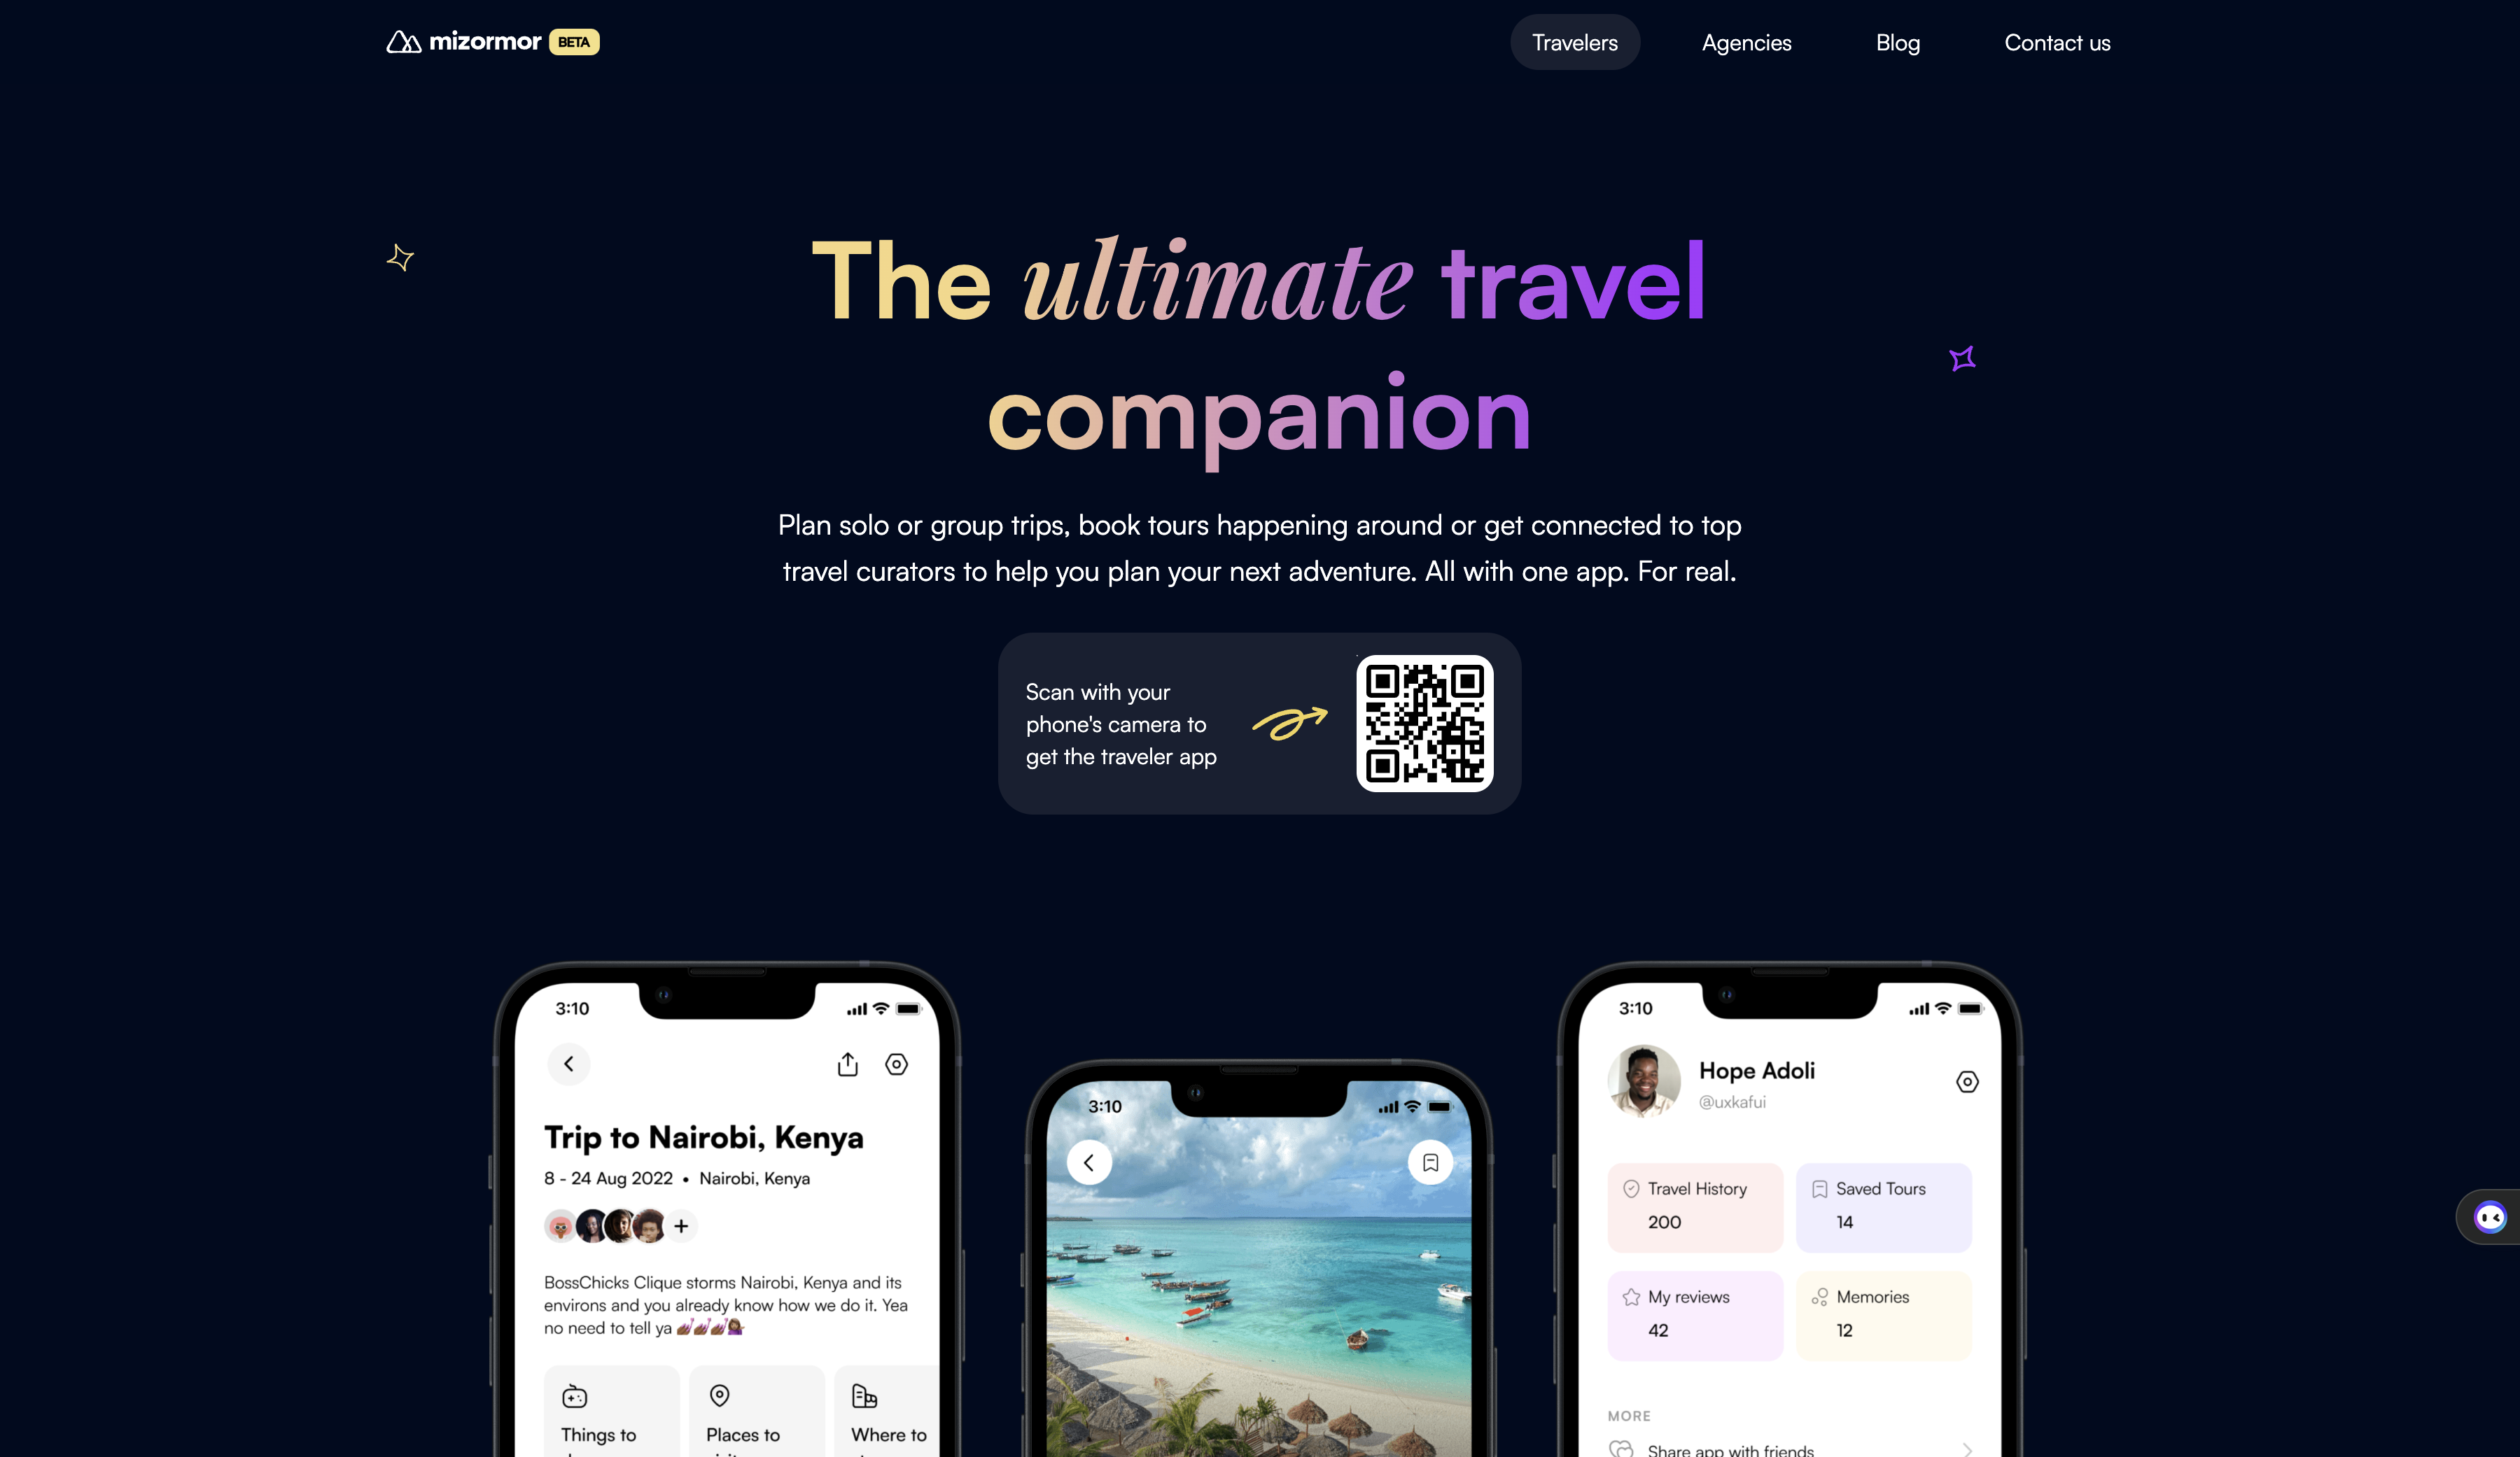 mizormor BETA
Travelers Agencies Blog Contact us
The ultimate travel
companion
Plan solo or group trips, book tours happening around or get connected to top
travel curators to help you plan your next adventure. All with one app. For real.
Scan with your
phone's camera to
get the traveler app
3:10
Trip to Nairobi, Kenya
8 - 24 Aug 2022 • Nairobi, Kenya
BossChicks Clique storms Nairobi, Kenya and its
environs and you already know how we do it. Yea
no need to tell ya 💅🏾💅🏾💅🏾💁🏾‍♀️
Things to
Places to
Where to
3:10
3:10
Hope Adoli
@uxkafui
Travel History
200
Saved Tours
14
My reviews
42
Memories
12
MORE
Share app with friends